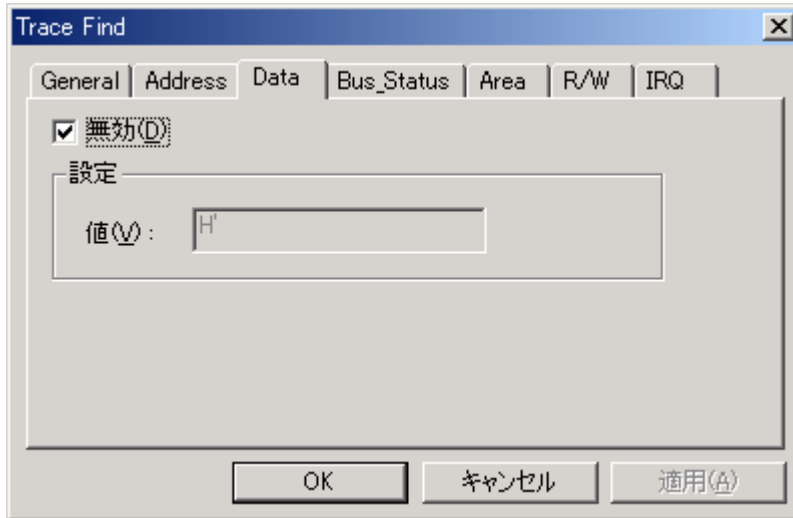 Trace Find
General Address Data Bus_Status Area R/W IRQ
無効(D)
設定
値(V):
H'
OK キャンセル 適用(A)